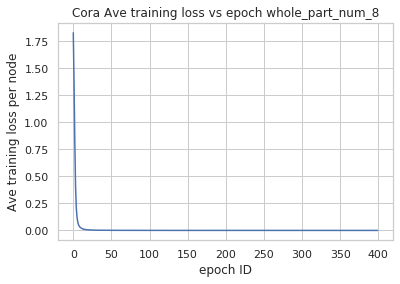 Cora Ave training loss vs epoch whole_part_num_8
Ave training loss per node
1.75
1.50
1.25
1.00
0.75
0.50
0.25
0.00
0 50 100 150 200 250 300 350 400
epoch ID